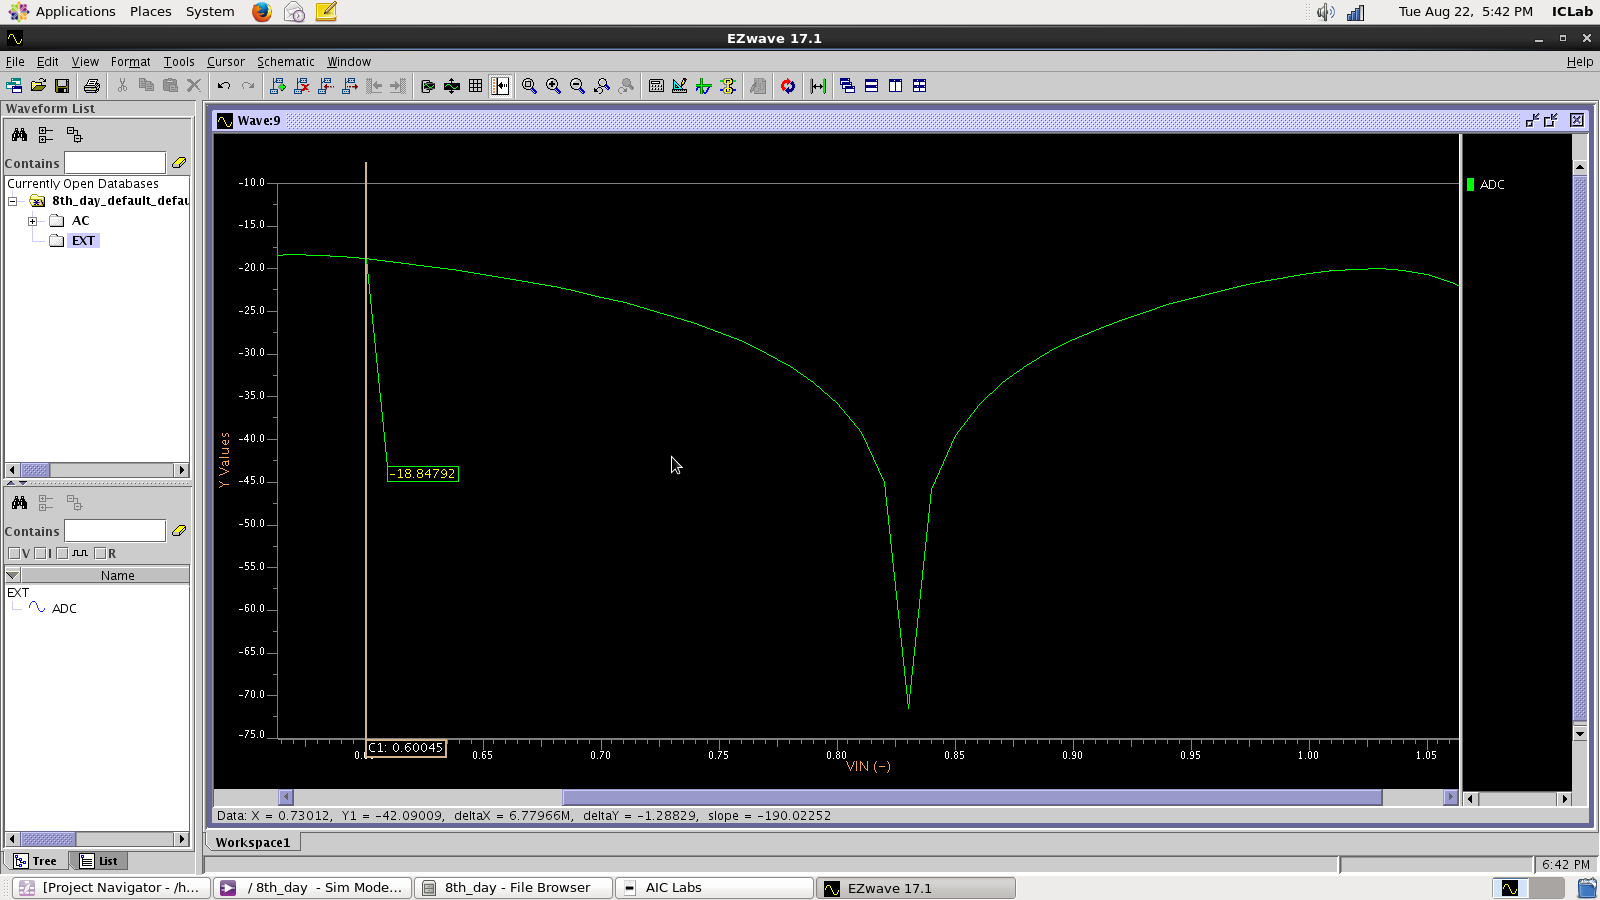 Applications Places System
Tue Aug 22, 5:42 PM ICLab
EZwave 17.1
File Edit View Format Tools Cursor Schematic Window Help
Waveform List
Contains
Currently Open Databases
8th_day_default_defau
AC
EXT
Contains
V I R
Name
EXT
ADC
Tree List
Wave:9
ADC
-10.0
-15.0
-20.0
-25.0
-30.0
-35.0
-40.0
-45.0
-50.0
-55.0
-60.0
-65.0
-70.0
-75.0
Y Values
-18.84792
C1: 0.60045
0.65 0.70 0.75 0.80 0.85 0.90 0.95 1.00 1.05
VIN (-)
Data: X = 0.73012, Y1 = -42.09009, deltaX = 6.77966M, deltaY = -1.28829, slope = -190.02252
Workspace1
6:42 PM
[Project Navigator - /h... / 8th_day - Sim Mode... 8th_day - File Browser AIC Labs EZwave 17.1